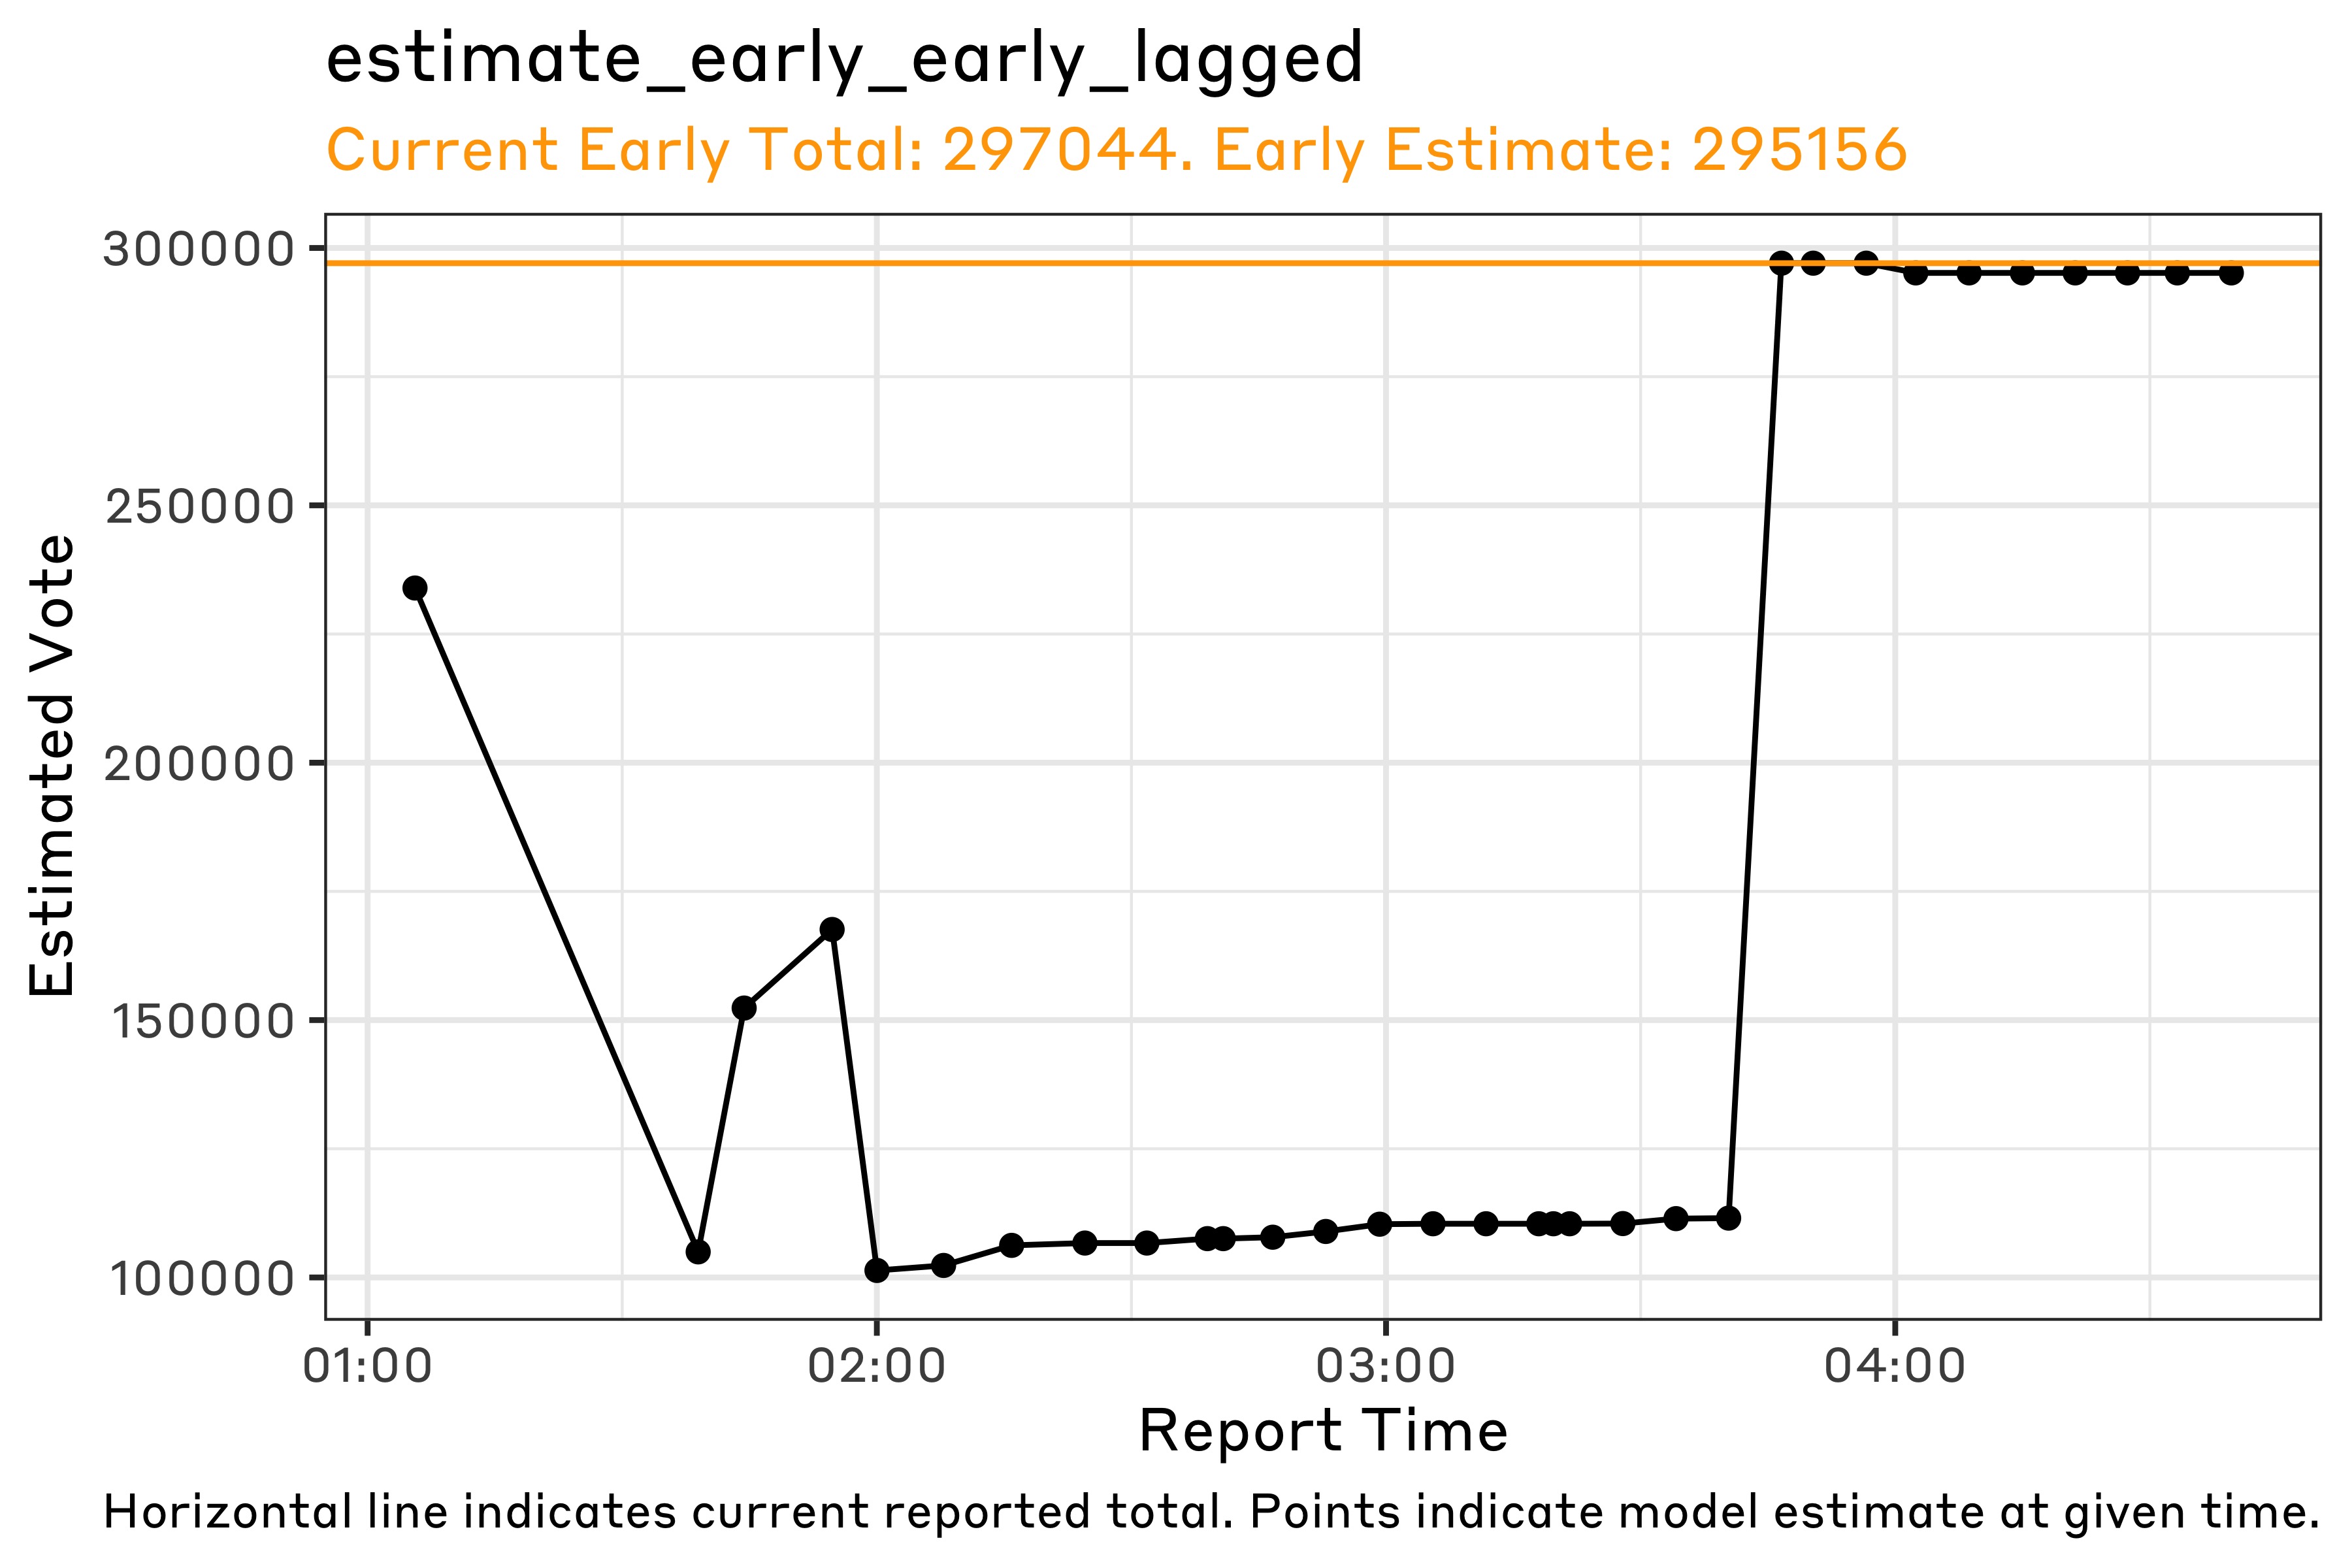 estimate_early_early_lagged
Current Early Total: 297044. Early Estimate: 295156
Estimated Vote
300000
250000
200000
150000
100000
01:00 02:00 03:00 04:00
Report Time
Horizontal line indicates current reported total. Points indicate model estimate at given time.